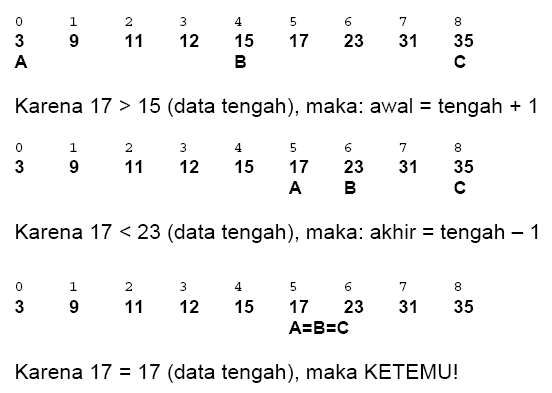 0 1 2 3 4 5 6 7 8
3 9 11 12 15 17 23 31 35
A B C
Karena 17 > 15 (data tengah), maka: awal = tengah + 1
0 1 2 3 4 5 6 7 8
3 9 11 12 15 17 23 31 35
A B C
Karena 17 < 23 (data tengah), maka: akhir = tengah – 1
0 1 2 3 4 5 6 7 8
3 9 11 12 15 17 23 31 35
A=B=C
Karena 17 = 17 (data tengah), maka KETEMU!